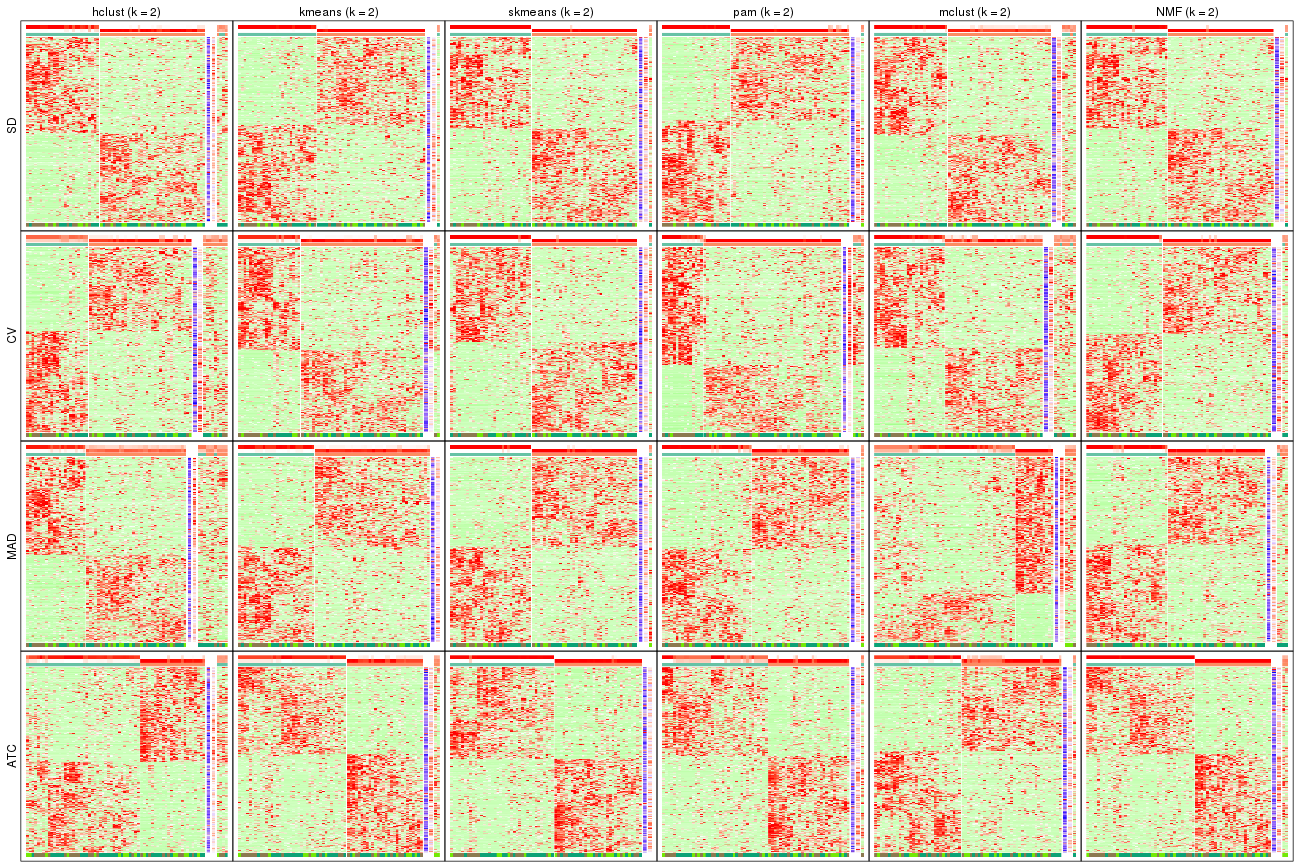 hclust (k = 2)
kmeans (k = 2)
skmeans (k = 2)
pam (k = 2)
mclust (k = 2)
NMF (k = 2)
SD
CV
MAD
ATC